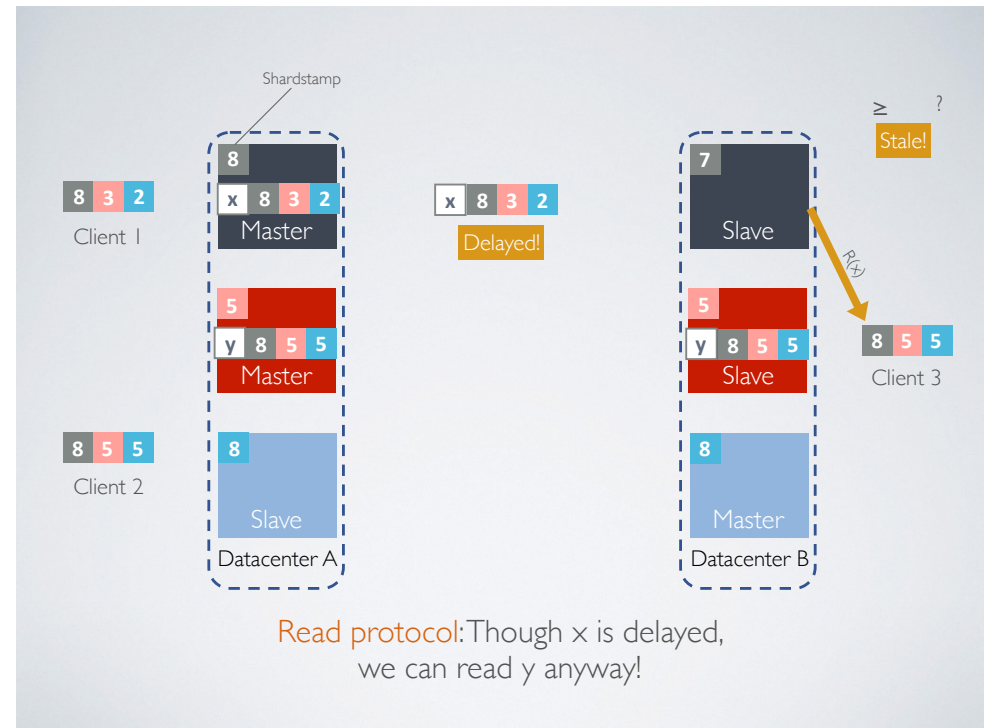 Shardstamp
≥ ?
Stale!
8
x 8 3 2
Master
8 3 2
Client 1
x 8 3 2
Delayed!
7
Slave
R(x)
5
y 8 5 5
Master
5
y 8 5 5
Slave
8 5 5
Client 3
8 5 5
Client 2
8
Slave
Datacenter A
8
Master
Datacenter B
Read protocol: Though x is delayed,
we can read y anyway!